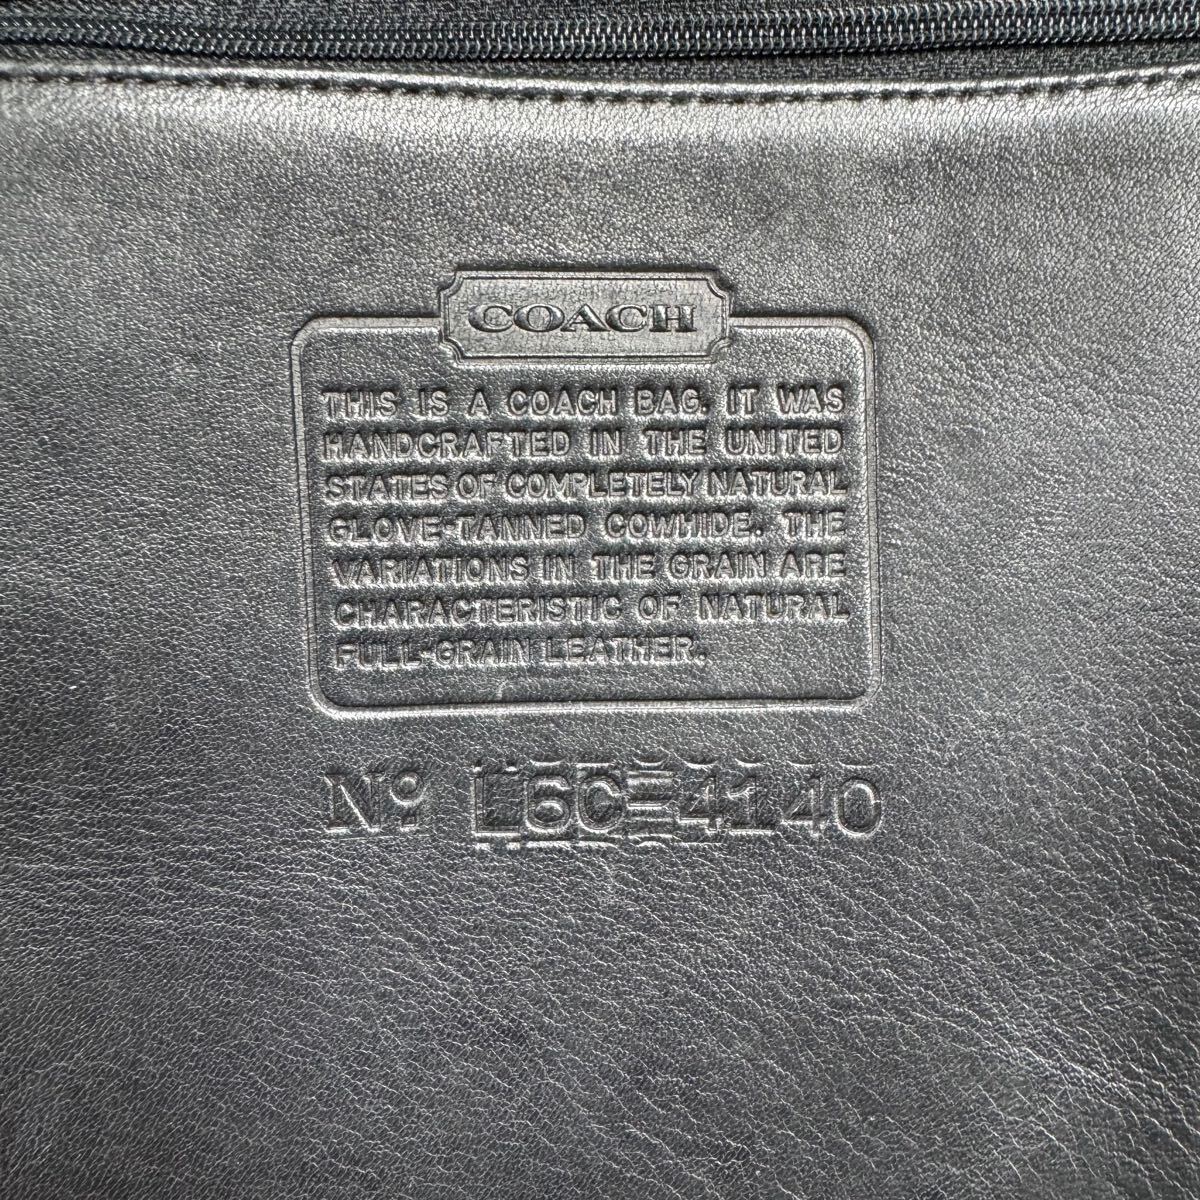 COACH
THIS IS A COACH BAG. IT WAS
HANDCRAFTED IN THE UNITED
STATES OF COMPLETELY NATURAL
GLOVE-TANNED COWHIDE. THE
VARIATIONS IN THE GRAIN ARE
CHARACTERISTIC OF NATURAL
FULL-GRAIN LEATHER.
Nº L6C-4140